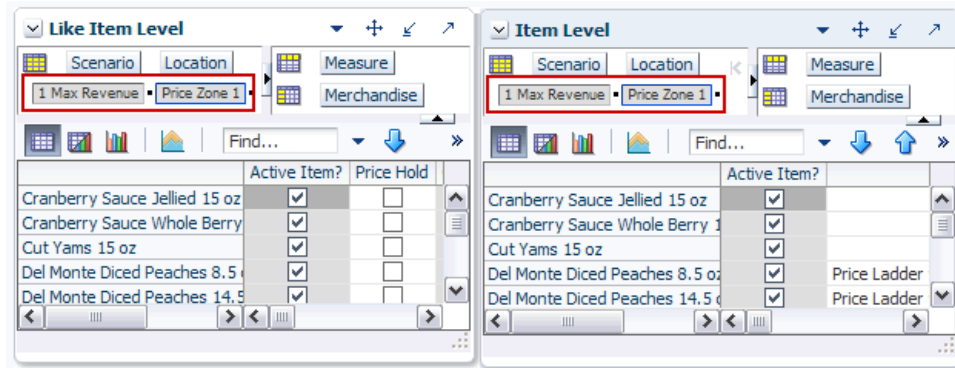 Like Item Level
Scenario Location Measure
1 Max Revenue Price Zone 1 Merchandise
Find...
Active Item? Price Hold
Cranberry Sauce Jellied 15 oz
Cranberry Sauce Whole Berry
Cut Yams 15 oz
Del Monte Diced Peaches 8.5
Del Monte Diced Peaches 14.5
Item Level
Scenario Location Measure
1 Max Revenue Price Zone 1 Merchandise
Find...
Active Item?
Cranberry Sauce Jellied 15 oz
Cranberry Sauce Whole Berry 1
Cut Yams 15 oz
Del Monte Diced Peaches 8.5 oz Price Ladder
Del Monte Diced Peaches 14.5 Price Ladder